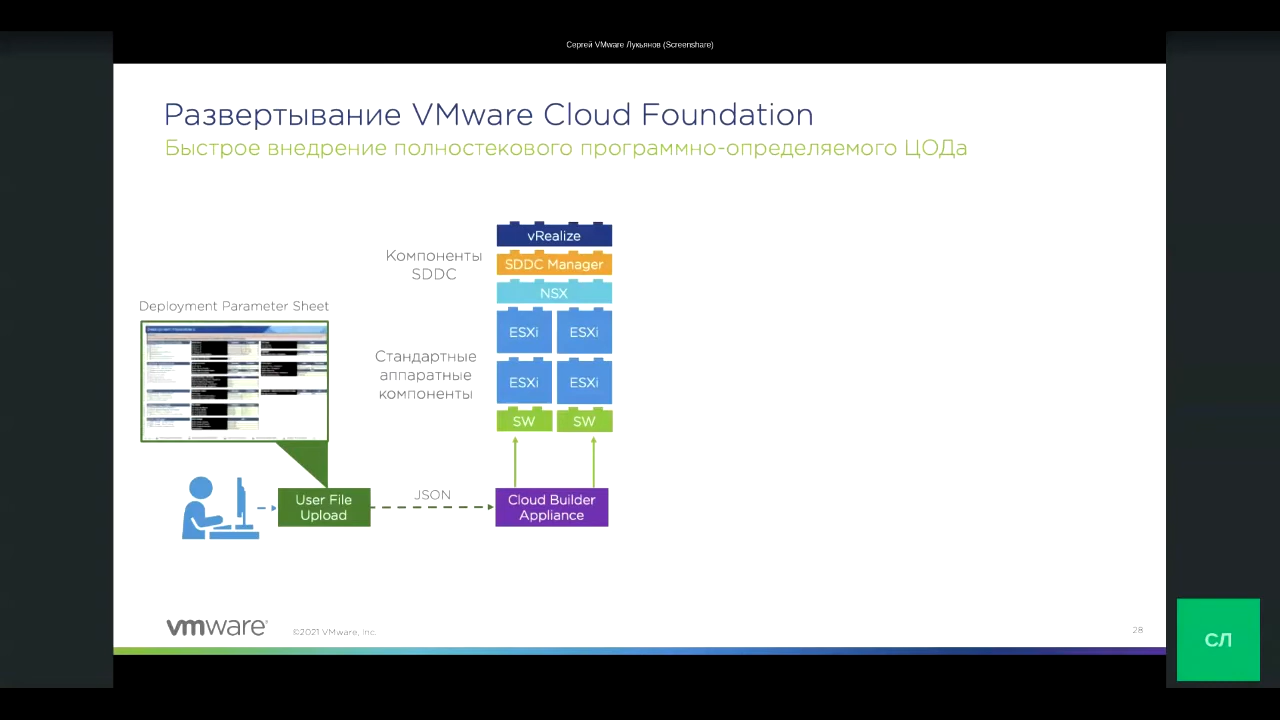 Сергей VMware Лукьянов (Screenshare)
Развертывание VMware Cloud Foundation
Быстрое внедрение полностекового программно-определяемого ЦОДа
vRealize
Компоненты
SDDC
SDDC Manager
NSX
Deployment Parameter Sheet
ESXi
ESXi
Стандартные
аппаратные
компоненты
ESXi
ESXi
SW
SW
User File
Upload
JSON
Cloud Builder
Appliance
vmware®
©2021 VMware, Inc.
28
СЛ